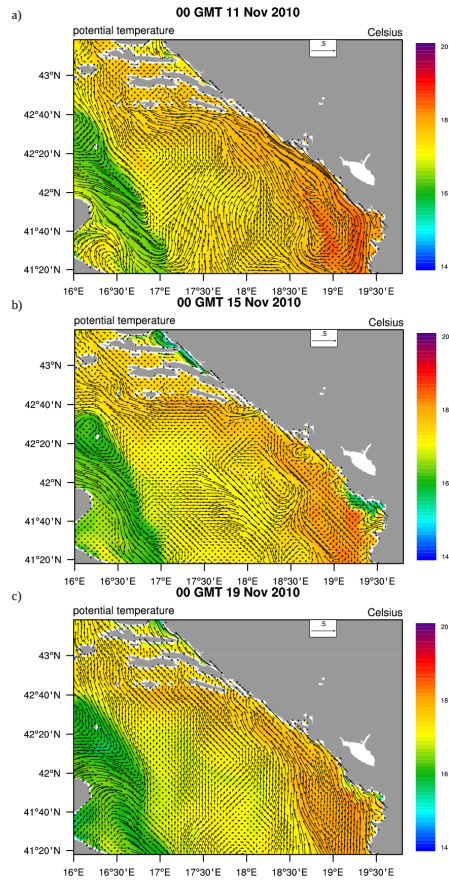 a)
00 GMT 11 Nov 2010
potential temperature
Celsius
.5
43°N
42°40'N
42°20'N
42°N
41°40'N
41°20'N
16°E
16°30'E
17°E
17°30'E
18°E
18°30'E
19°E
19°30'E
20
18
16
14
b)
00 GMT 15 Nov 2010
potential temperature
Celsius
.5
43°N
42°40'N
42°20'N
42°N
41°40'N
41°20'N
16°E
16°30'E
17°E
17°30'E
18°E
18°30'E
19°E
19°30'E
20
18
16
14
c)
00 GMT 19 Nov 2010
potential temperature
Celsius
.5
43°N
42°40'N
42°20'N
42°N
41°40'N
41°20'N
16°E
16°30'E
17°E
17°30'E
18°E
18°30'E
19°E
19°30'E
20
18
16
14